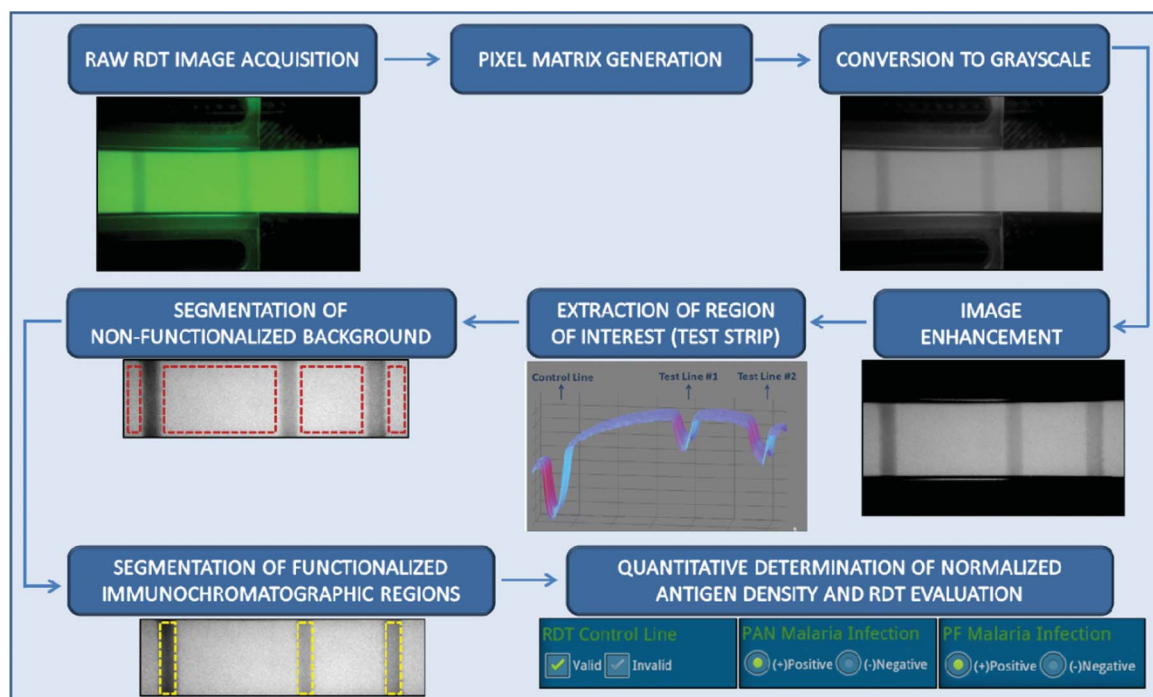 RAW RDT IMAGE ACQUISITION
PIXEL MATRIX GENERATION
CONVERSION TO GRAYSCALE
IMAGE
ENHANCEMENT
EXTRACTION OF REGION
OF INTEREST (TEST STRIP)
Control Line
Test Line #1
Test Line #2
SEGMENTATION OF
NON-FUNCTIONALIZED BACKGROUND
SEGMENTATION OF FUNCTIONALIZED
IMMUNOCHROMATOGRAPHIC REGIONS
QUANTITATIVE DETERMINATION OF NORMALIZED
ANTIGEN DENSITY AND RDT EVALUATION
RDT Control Line
Valid Invalid
PAN Malaria Infection
(+)Positive (-)Negative
PF Malaria Infection
(+)Positive (-)Negative